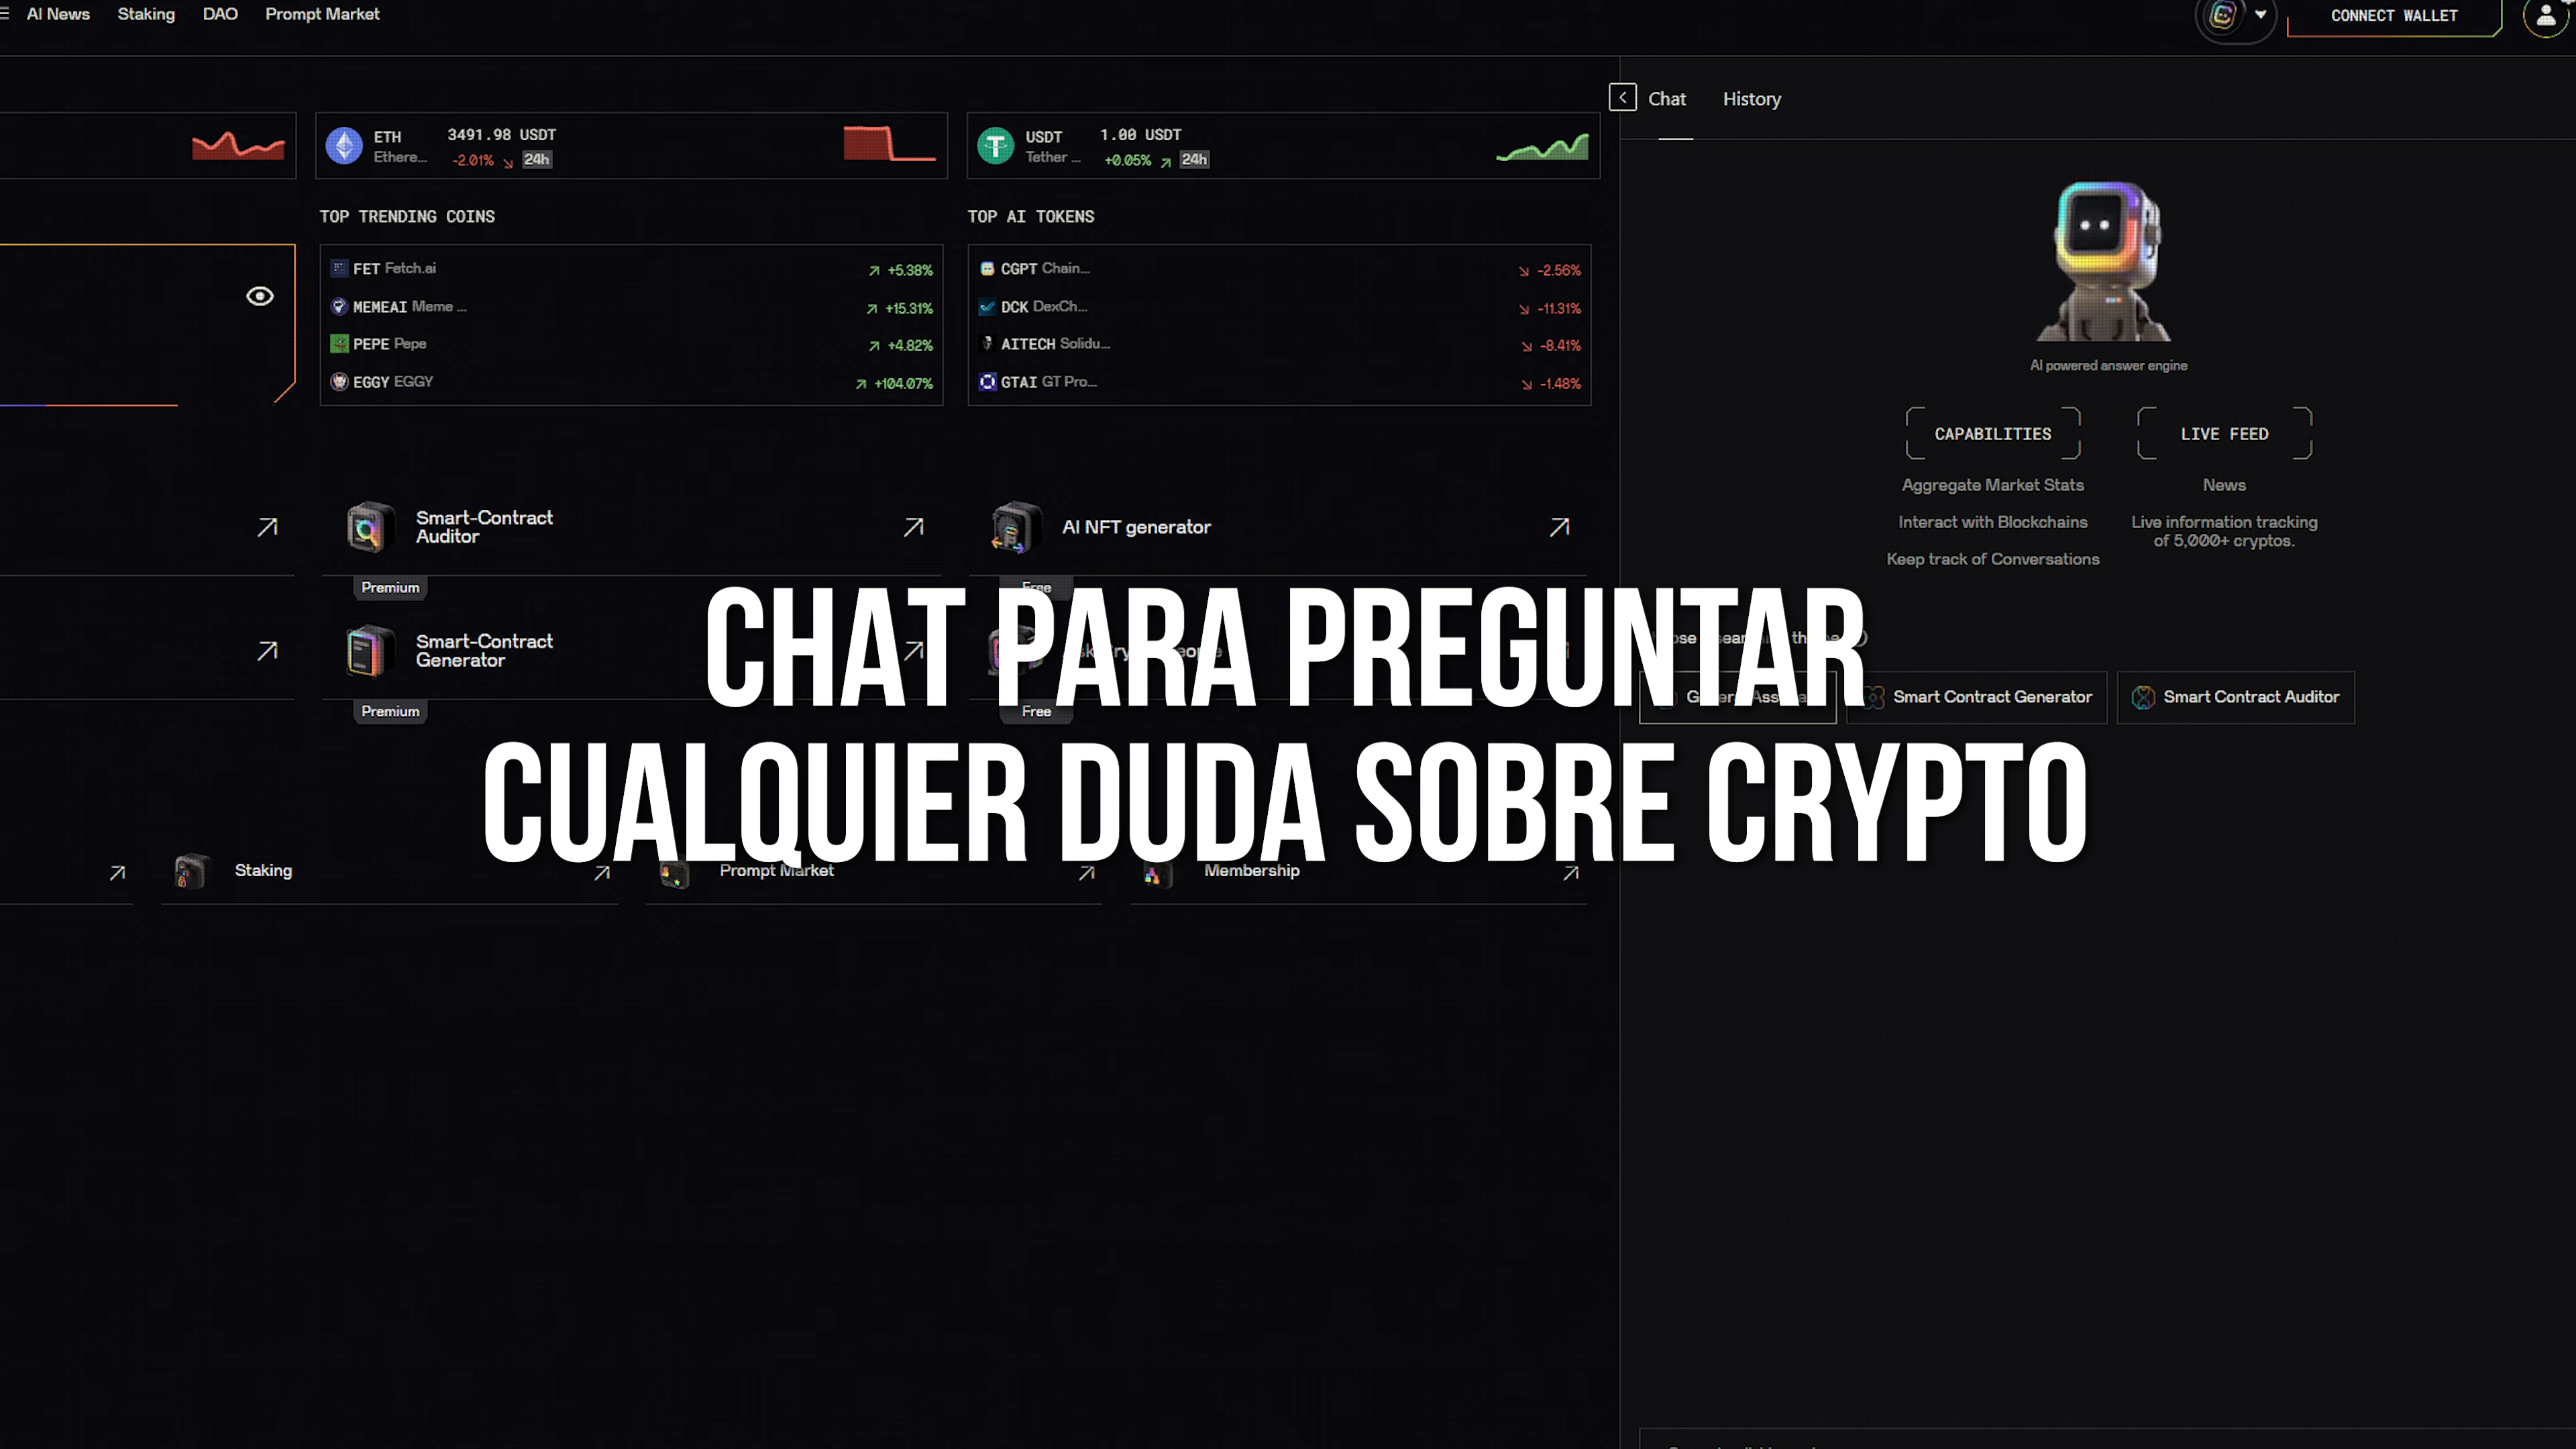 AI News Staking DAO Prompt Market
CONNECT WALLET
Chat History
ETH 3491.98 USDT
Ethere... -2.01% 24h
USDT 1.00 USDT
Tether ... +0.05% 24h
TOP TRENDING COINS
FET Fetch.ai +5.38%
MEMEAI Meme ... +15.31%
PEPE Pepe +4.82%
EGGY EGGY +104.07%
TOP AI TOKENS
CGPT Chain... -2.56%
DCK DexCh... -11.31%
AITECH Solidu... -8.41%
GTAI GT Pro... -1.48%
AI powered answer engine
CAPABILITIES
Aggregate Market Stats
Interact with Blockchains
Keep track of Conversations
LIVE FEED
News
Live information tracking
of 5,000+ cryptos.
Smart-Contract
Auditor
AI NFT generator
Premium
Free
Smart-Contract
Generator
Premium
Free
CHAT PARA PREGUNTAR
CUALQUIER DUDA SOBRE CRYPTO
Smart Contract Generator
Smart Contract Auditor
Staking
Prompt Market
Membership